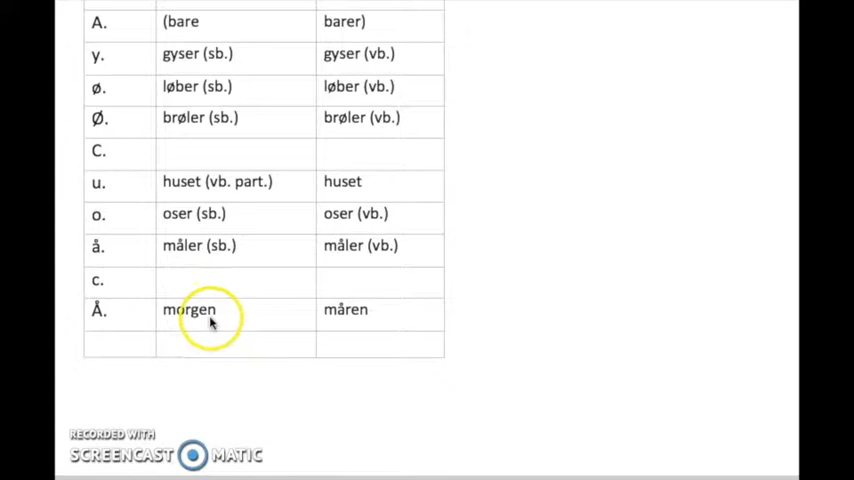 A. (bare barer)
y. gyser (sb.) gyser (vb.)
ø. løber (sb.) løber (vb.)
Ø. brøler (sb.) brøler (vb.)
C.
u. huset (vb. part.) huset
o. oser (sb.) oser (vb.)
å. måler (sb.) måler (vb.)
c.
Å. morgen måren
RECORDED WITH
SCREENCAST MATIC